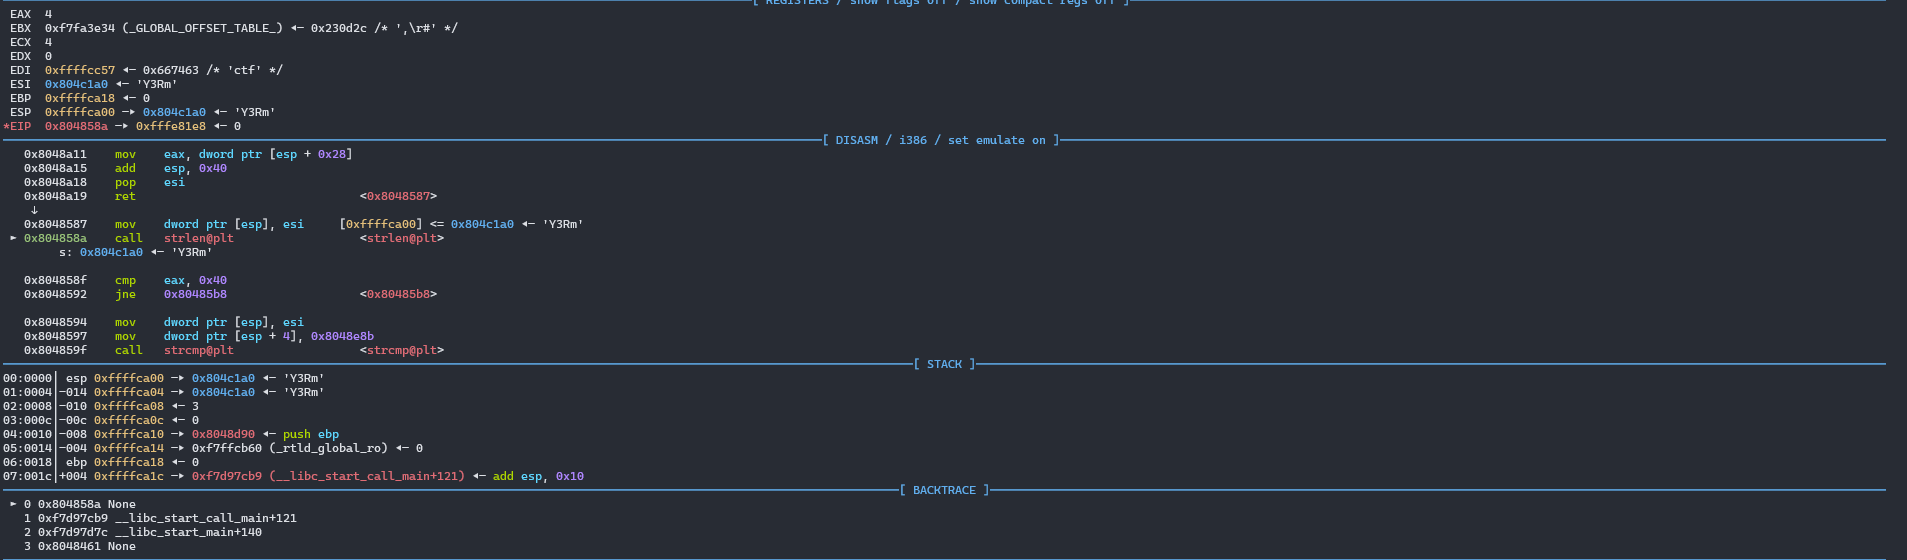 [ REGISTERS / show flags off / show compact regs off ]
EAX  4
EBX  0xf7fa3e34 (_GLOBAL_OFFSET_TABLE_) ◂— 0x230d2c /* ',\r#' */
ECX  4
EDX  0
EDI  0xffffcc57 ◂— 0x667463 /* 'ctf' */
ESI  0x804c1a0 ◂— 'Y3Rm'
EBP  0xffffca18 ◂— 0
ESP  0xffffca00 —▸ 0x804c1a0 ◂— 'Y3Rm'
*EIP  0x804858a —▸ 0xfffe81e8 ◂— 0
[ DISASM / i386 / set emulate on ]
0x8048a11    mov    eax, dword ptr [esp + 0x28]
0x8048a15    add    esp, 0x40
0x8048a18    pop    esi
0x8048a19    ret    <0x8048587>
↓
0x8048587    mov    dword ptr [esp], esi     [0xffffca00] <= 0x804c1a0 ◂— 'Y3Rm'
► 0x804858a    call   strlen@plt    <strlen@plt>
s: 0x804c1a0 ◂— 'Y3Rm'
0x804858f    cmp    eax, 0x40
0x8048592    jne    0x80485b8    <0x80485b8>
0x8048594    mov    dword ptr [esp], esi
0x8048597    mov    dword ptr [esp + 4], 0x8048e8b
0x804859f    call   strcmp@plt    <strcmp@plt>
[ STACK ]
00:0000│ esp 0xffffca00 —▸ 0x804c1a0 ◂— 'Y3Rm'
01:0004│-014 0xffffca04 —▸ 0x804c1a0 ◂— 'Y3Rm'
02:0008│-010 0xffffca08 ◂— 3
03:000c│-00c 0xffffca0c ◂— 0
04:0010│-008 0xffffca10 —▸ 0x8048d90 ◂— push ebp
05:0014│-004 0xffffca14 —▸ 0xf7ffcb60 (_rtld_global_ro) ◂— 0
06:0018│ ebp 0xffffca18 ◂— 0
07:001c│+004 0xffffca1c —▸ 0xf7d97cb9 (__libc_start_call_main+121) ◂— add esp, 0x10
[ BACKTRACE ]
► 0 0x804858a None
1 0xf7d97cb9 __libc_start_call_main+121
2 0xf7d97d7c __libc_start_main+140
3 0x8048461 None